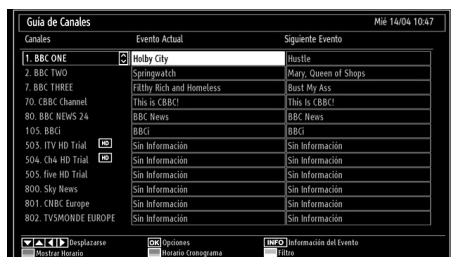 Guía de Canales Mié 14/04 10:47
Canales Evento Actual Siguiente Evento
1. BBC ONE Holby City Hustle
2. BBC TWO Springwatch Mary, Queen of Shops
7. BBC THREE Filthy Rich and Homeless Bust My Ass
70. CBBC Channel This is CBBC! This Is CBBC!
80. BBC NEWS 24 BBC News BBC News
105. BBCi BBCi BBCi
503. ITV HD Trial HD Sin Información Sin Información
504. Ch4 HD Trial HD Sin Información Sin Información
505. five HD Trial Sin Información Sin Información
800. Sky News Sin Información Sin Información
801. CNBC Europe Sin Información Sin Información
802. TV5MONDE EUROPE Sin Información Sin Información
Desplazarse OK Opciones INFO Información del Evento
Mostrar Horario Horario Cronograma Filtro